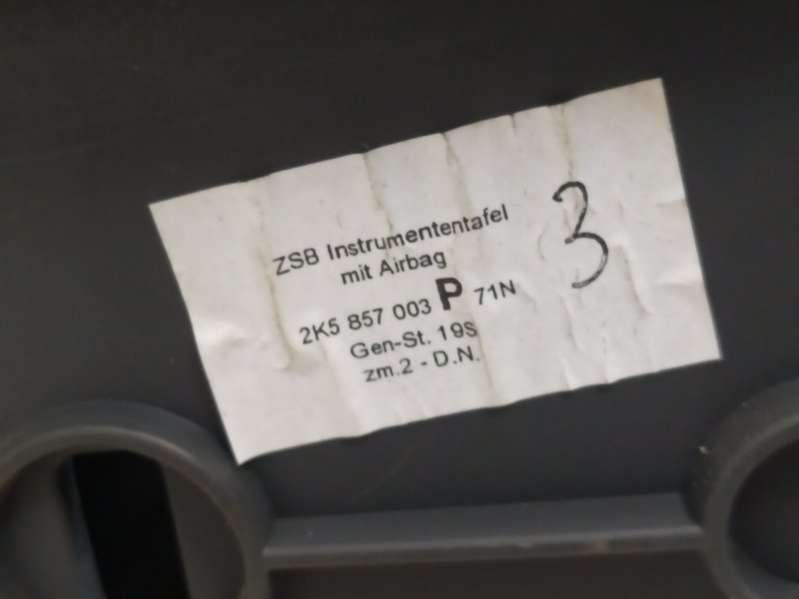 ZSB Instrumententafel
mit Airbag
2K5 857 003 P 71N
Gen-St. 19S
zm.2 - D.N.
3